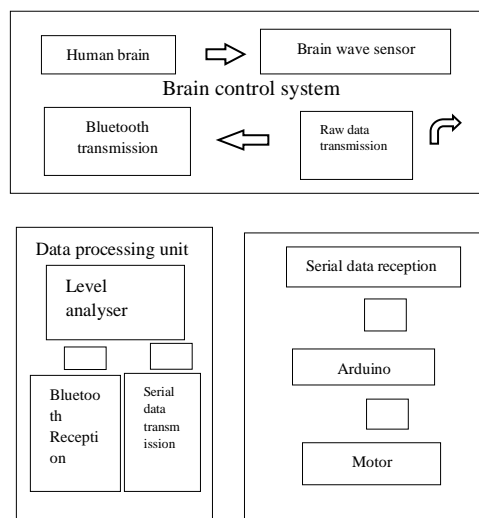 Human brain
Brain wave sensor
Brain control system
Bluetooth
transmission
Raw data
transmission
Data processing unit
Level
analyser
Bluetoo
th
Recepti
on
Serial
data
transm
ission
Serial data reception
Arduino
Motor